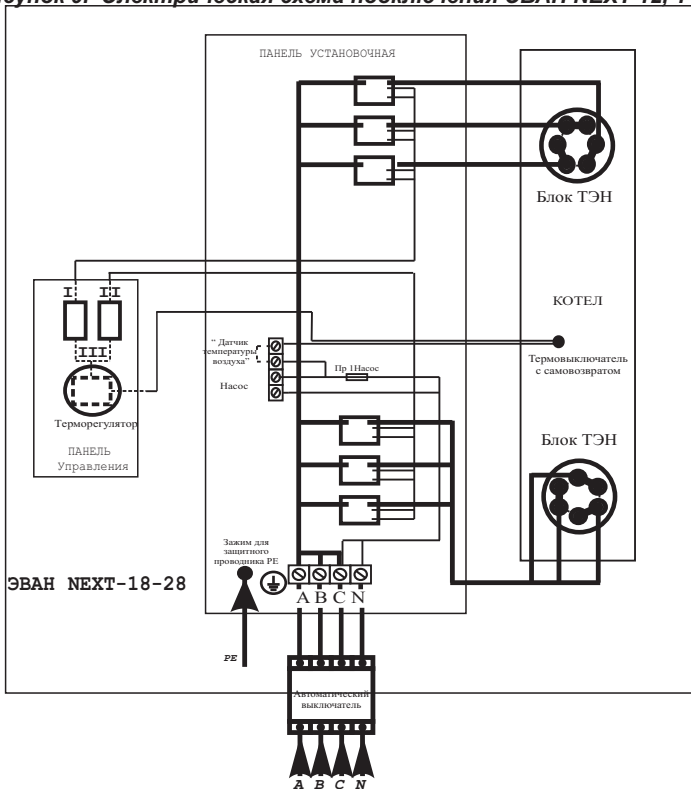 ПАНЕЛЬ УСТАНОВОЧНАЯ
Блок ТЭН
КОТЕЛ
I II
III
" Датчик
температуры
воздуха"
Пр 1Насос
Насос
Термовыключатель
с самовозвратом
Терморегулятор
ПАНЕЛЬ
Управления
Блок ТЭН
Зажим для
защитного
проводника PE
ЭВАН NEXT-18-28
A B C N
PE
Автоматический
выключатель
A B C N